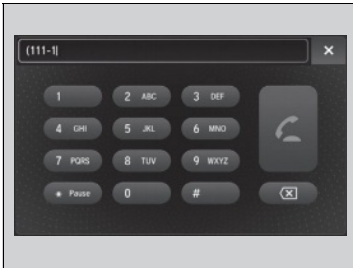 (111-1
1 2 ABC 3 DEF
4 GHI 5 JKL 6 MNO
7 PQRS 8 TUV 9 WXYZ
* Pause 0 #